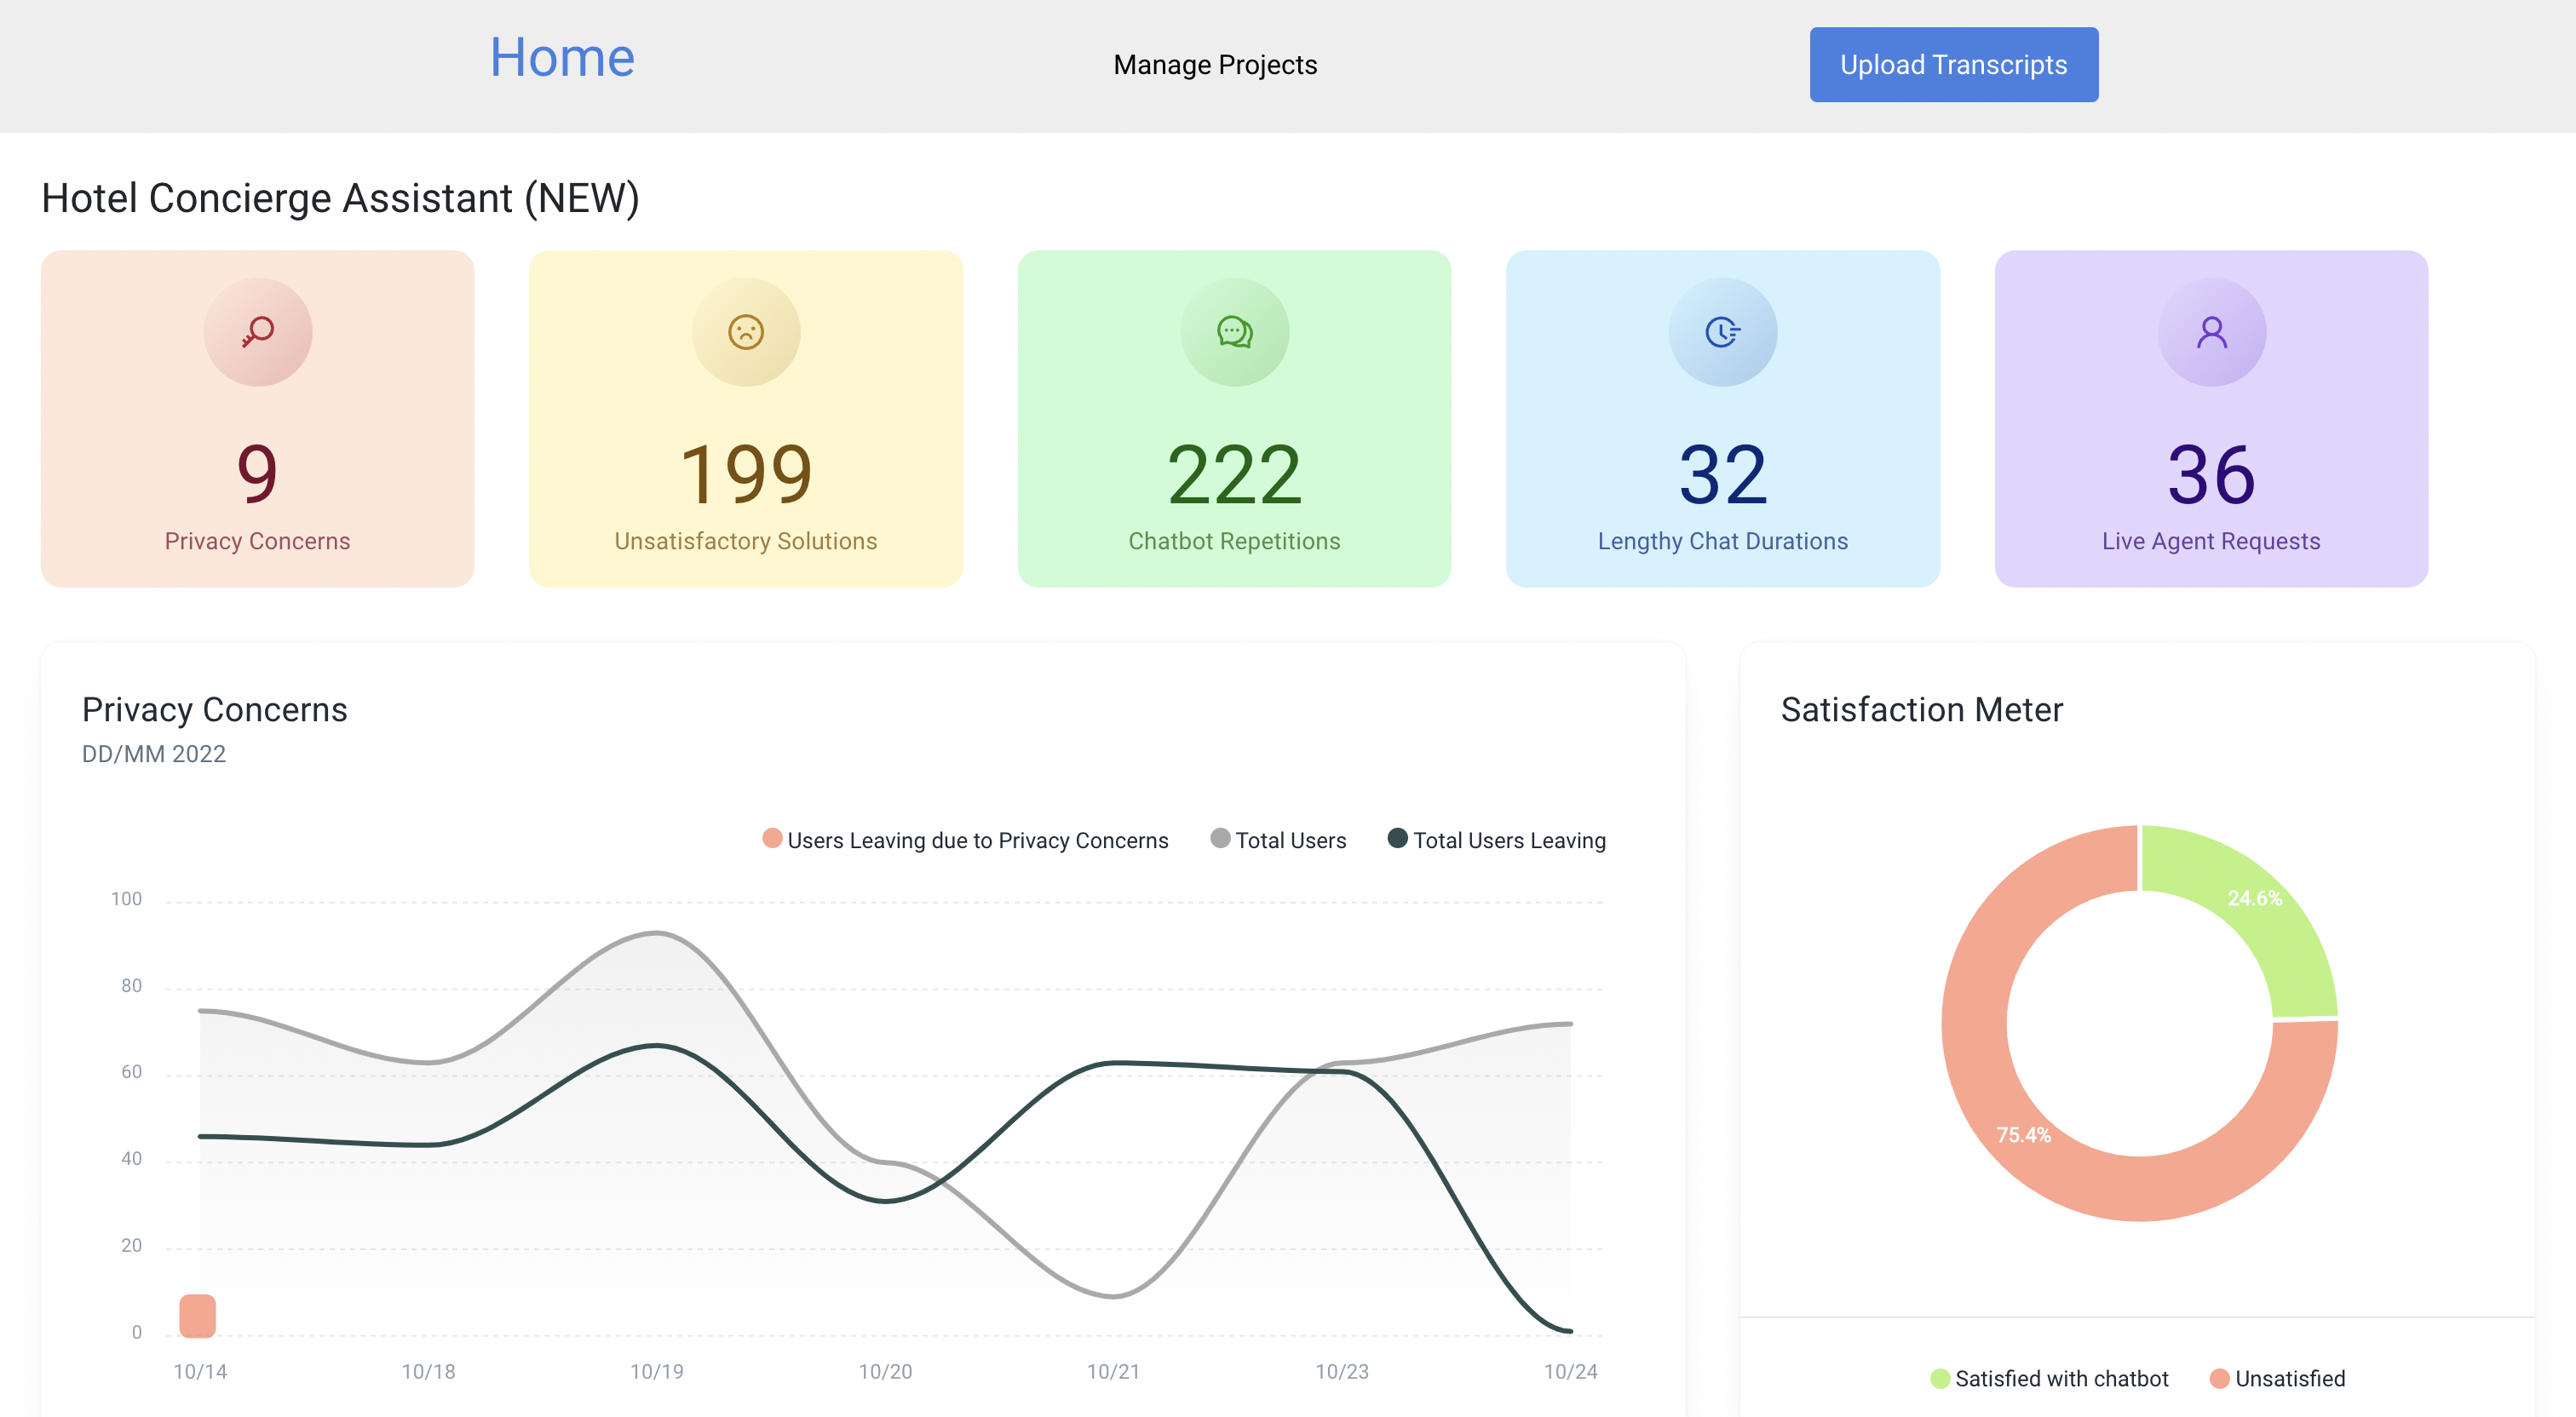 Home
Manage Projects
Upload Transcripts
Hotel Concierge Assistant (NEW)
9
Privacy Concerns
199
Unsatisfactory Solutions
222
Chatbot Repetitions
32
Lengthy Chat Durations
36
Live Agent Requests
Privacy Concerns
DD/MM 2022
Users Leaving due to Privacy Concerns
Total Users
Total Users Leaving
100
80
60
40
20
0
10/14
10/18
10/19
10/20
10/21
10/23
10/24
Satisfaction Meter
24.6%
75.4%
Satisfied with chatbot
Unsatisfied